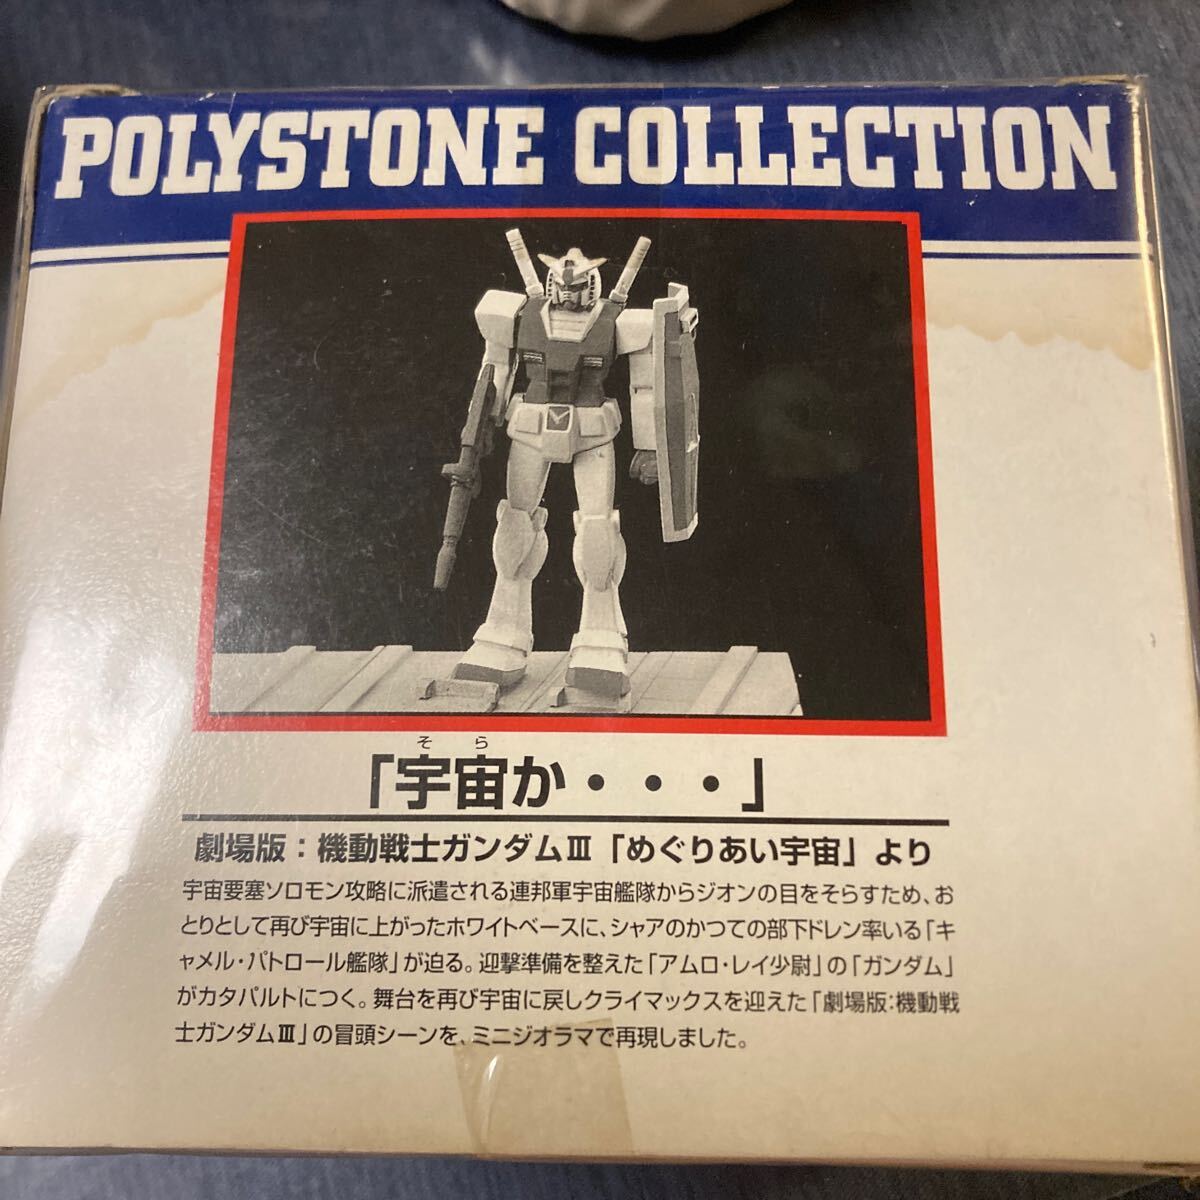 POLYSTONE COLLECTION
そら
「宇宙か・・・」
劇場版：機動戦士ガンダムⅢ「めぐりあい宇宙」より
宇宙要塞ソロモン攻略に派遣される連邦軍宇宙艦隊からジオンの目をそらすため、お
とりとして再び宇宙に上がったホワイトベースに、シャアのかつての部下ドレン率いる「キ
ャメル・パトロール艦隊」が迫る。迎撃準備を整えた「アムロ・レイ少尉」の「ガンダム」
がカタパルトにつく。舞台を再び宇宙に戻しクライマックスを迎えた「劇場版:機動戦
士ガンダムⅢ」の冒頭シーンを、ミニジオラマで再現しました。